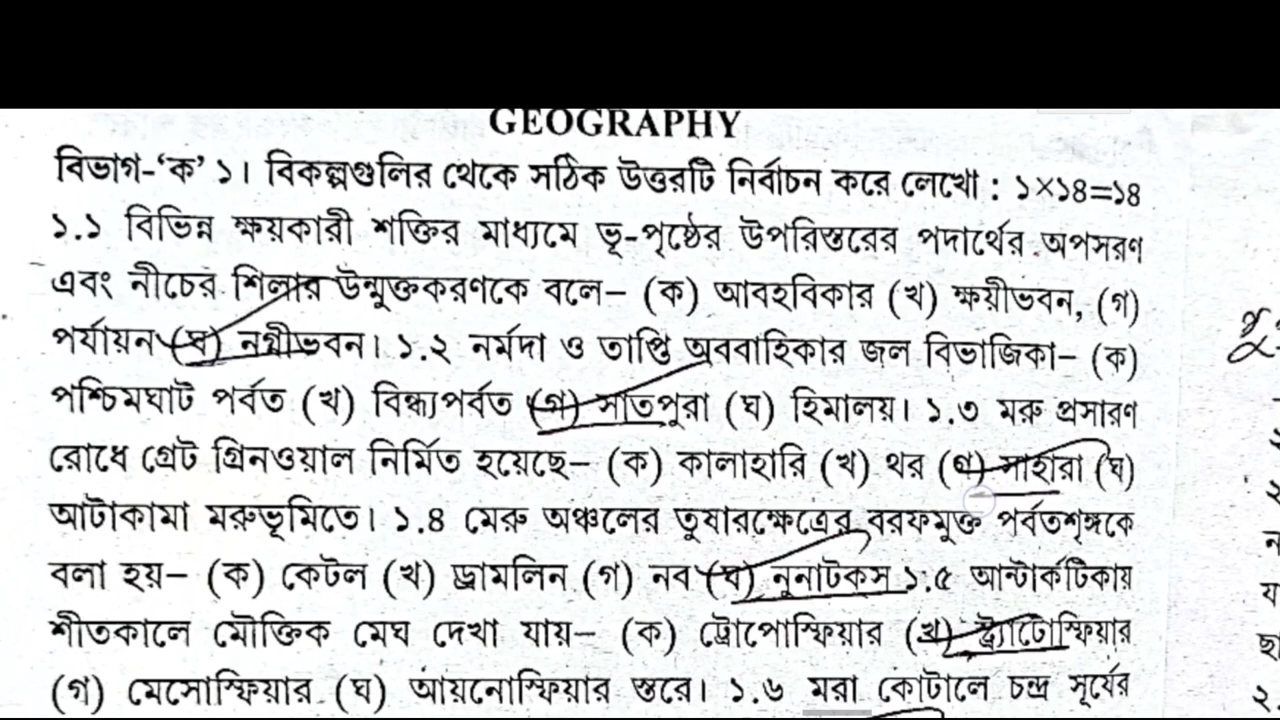 GEOGRAPHY
বিভাগ-‘ক’ ১। বিকল্পগুলির থেকে সঠিক উত্তরটি নির্বাচন করে লেখো : ১×১৪=১৪
১.১ বিভিন্ন ক্ষয়কারী শক্তির মাধ্যমে ভূ-পৃষ্ঠের উপরিস্তরের পদার্থের অপসরণ
এবং নীচের শিলার উন্মুক্তকরণকে বলে– (ক) আবহবিকার (খ) ক্ষয়ীভবন, (গ)
পর্যায়ন (ঘ) নগ্নীভবন। ১.২ নর্মদা ও তাপ্তি অববাহিকার জল বিভাজিকা– (ক)
পশ্চিমঘাট পর্বত (খ) বিন্ধ্যপর্বত (গ) সাতপুরা (ঘ) হিমালয়। ১.৩ মরু প্রসারণ
রোধে গ্রেট গ্রিনওয়াল নির্মিত হয়েছে– (ক) কালাহারি (খ) থর (গ) সাহারা (ঘ)
আটাকামা মরুভূমিতে। ১.৪ মেরু অঞ্চলের তুষারক্ষেত্রের বরফমুক্ত পর্বতশৃঙ্গকে
বলা হয়– (ক) কেটল (খ) ড্রামলিন (গ) নব (ঘ) নুনাটকস ১.৫ আন্টার্কটিকায়
শীতকালে মৌক্তিক মেঘ দেখা যায়– (ক) ট্রোপোস্ফিয়ার (খ) স্ট্র্যাটোস্ফিয়ার
(গ) মেসোস্ফিয়ার (ঘ) আয়নোস্ফিয়ার স্তরে। ১.৬ মরা কোটালে চন্দ্র সূর্যের